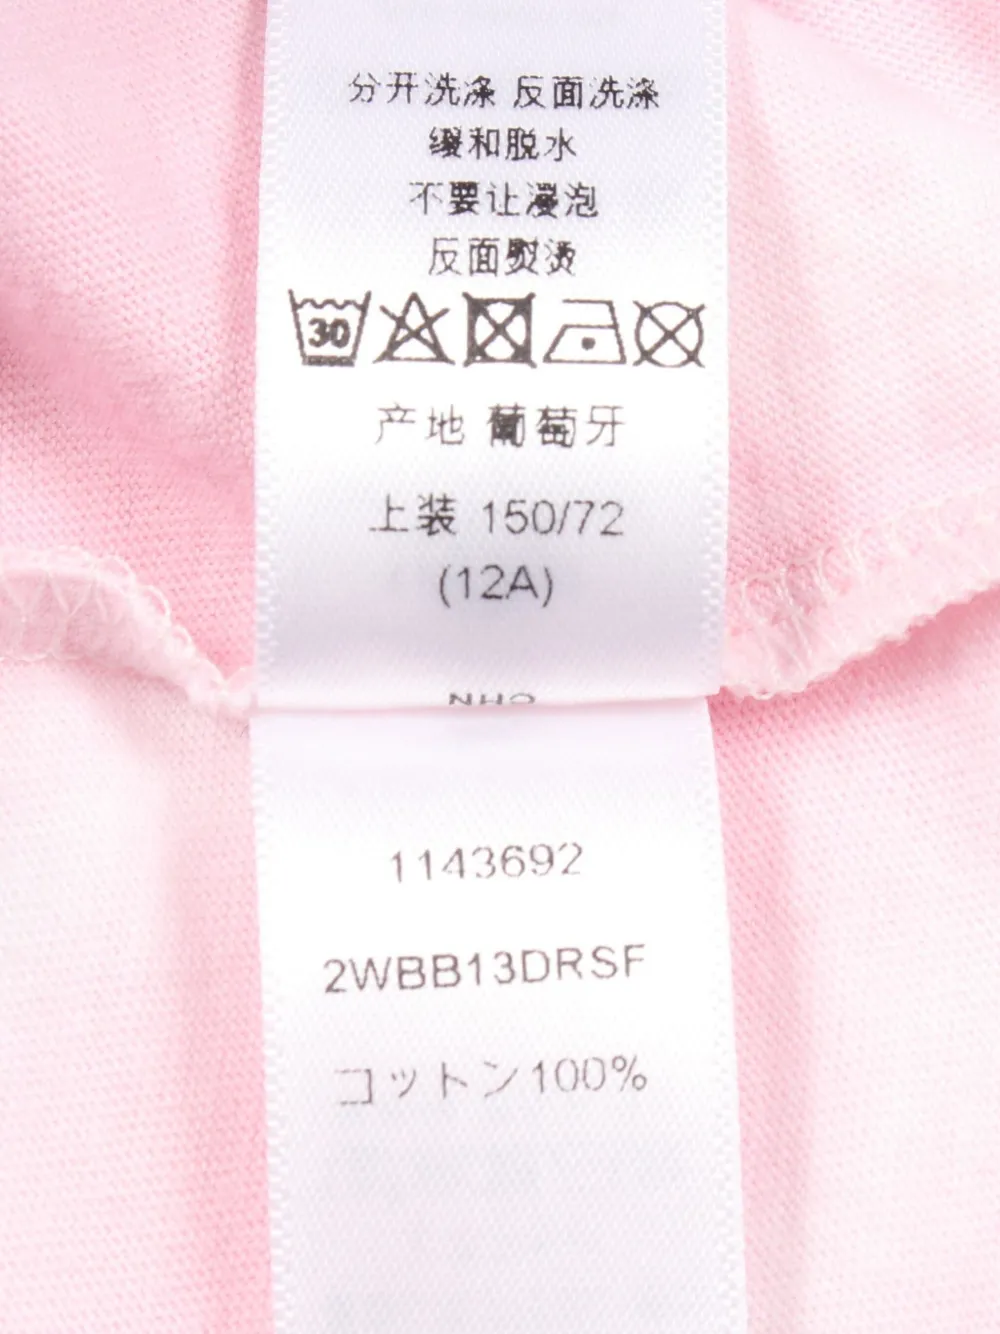 分开洗涤 反面洗涤
缓和脱水
不要让浸泡
反面熨烫
30
产地 葡萄牙
上装 150/72
(12A)
1143692
2WBB13DRSF
コットン100%